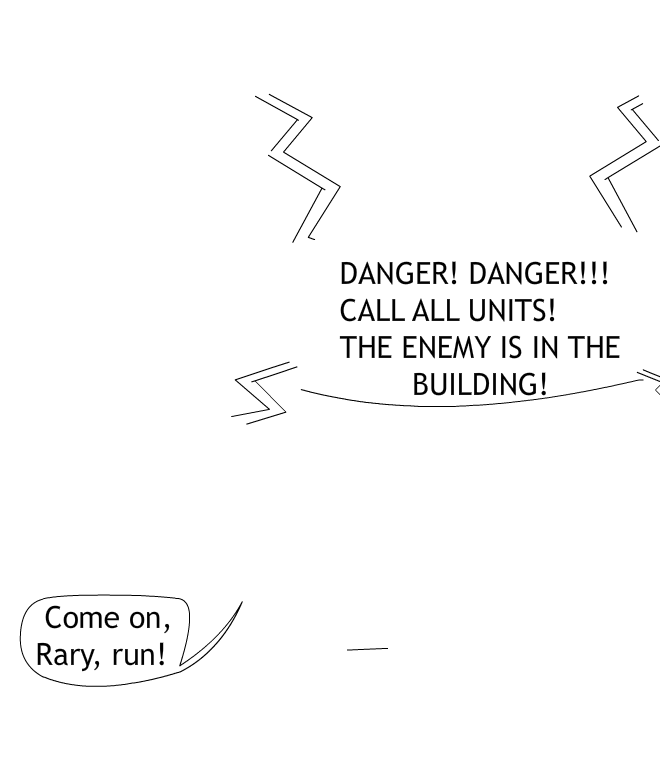 DANGER! DANGER!!!
CALL ALL UNITS!
THE ENEMY IS IN THE
BUILDING!
Come on,
Rary, run!